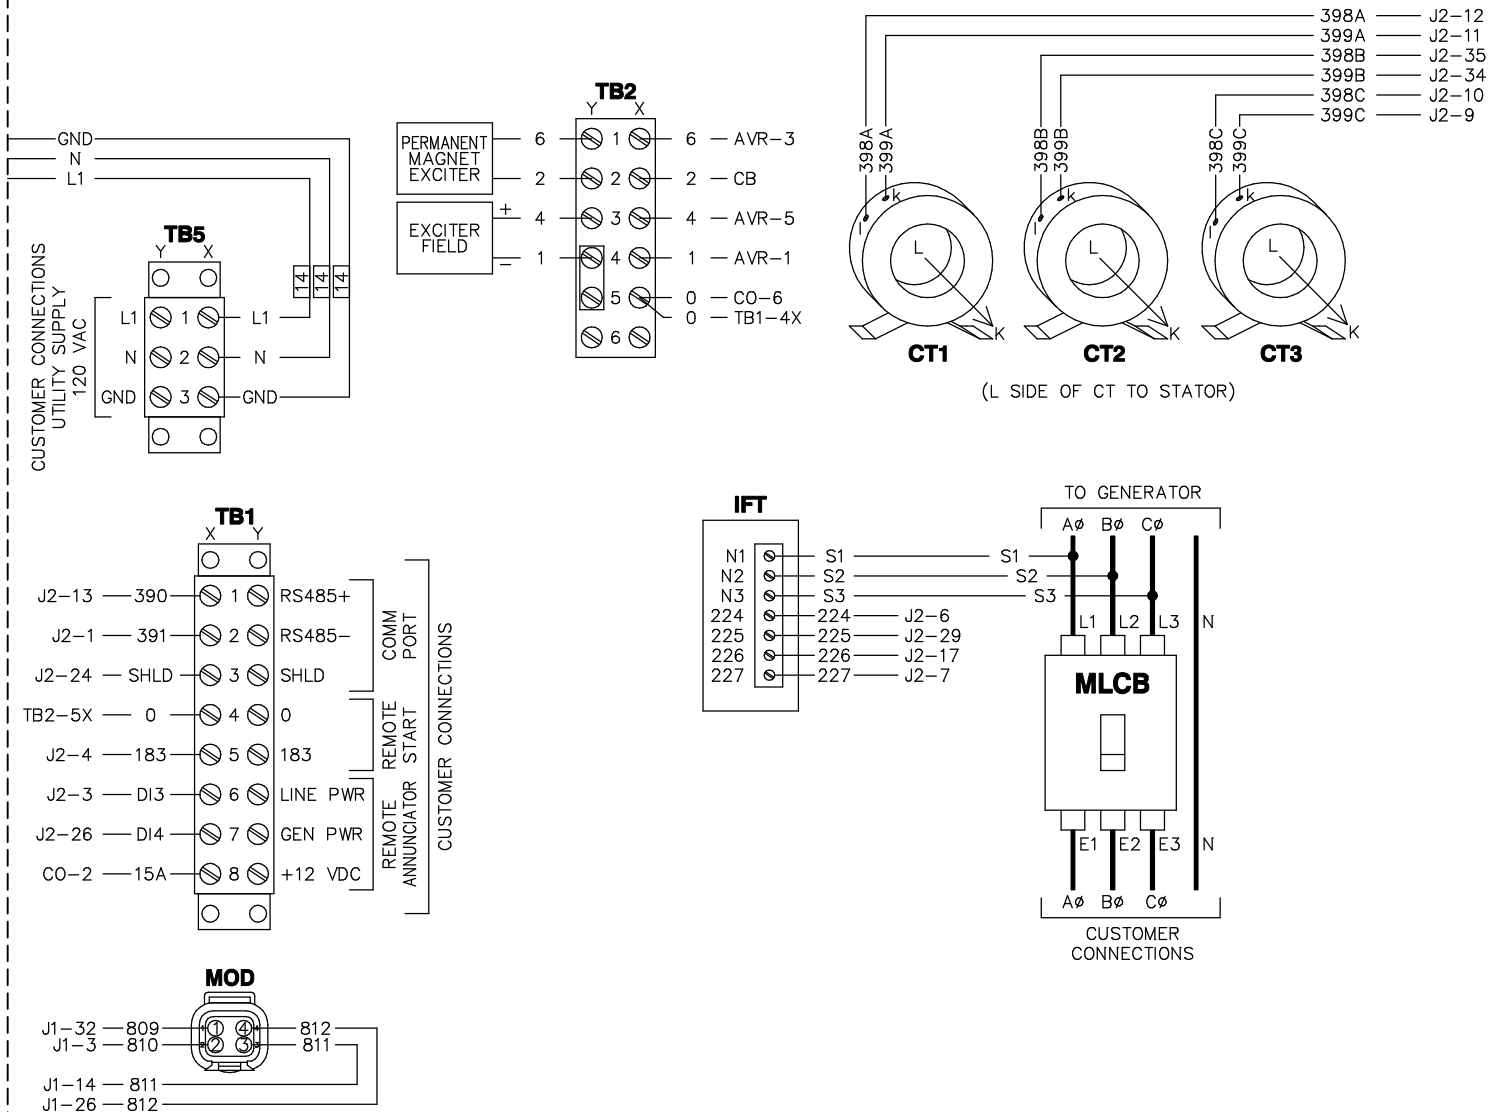 398A J2-12
399A J2-11
398B J2-35
399B J2-34
398C J2-10
399C J2-9
398A
399A
398B
399B
398C
399C
l k
l k
l k
L K
L K
L K
CT1 CT2 CT3
(L SIDE OF CT TO STATOR)
GND
N
L1
14 14 14
TB5
Y X
CUSTOMER CONNECTIONS
UTILITY SUPPLY
120 VAC
L1 1 L1
N 2 N
GND 3 GND
TB2
Y X
PERMANENT
MAGNET
EXCITER
EXCITER
FIELD
+
−
6 1 6 AVR-3
2 2 2 CB
4 3 4 AVR-5
1 4 1 AVR-1
5 0 CO-6
0 TB1-4X
6
TB1
X Y
J2-13 390 1 RS485+
J2-1 391 2 RS485-
J2-24 SHLD 3 SHLD
TB2-5X 0 4 0
J2-4 183 5 183
J2-3 DI3 6 LINE PWR
J2-26 DI4 7 GEN PWR
CO-2 15A 8 +12 VDC
COMM
PORT
REMOTE
START
REMOTE
ANNUNCIATOR
CUSTOMER CONNECTIONS
IFT
N1 S1 S1
N2 S2 S2
N3 S3 S3
224 224 J2-6
225 225 J2-29
226 226 J2-17
227 227 J2-7
TO GENERATOR
AØ BØ CØ
L1 L2 L3 N
MLCB
E1 E2 E3 N
AØ BØ CØ
CUSTOMER
CONNECTIONS
MOD
J1-32 809 1 1 4 4 812
J1-3 810 2 2 3 3 811
J1-14 811
J1-26 812